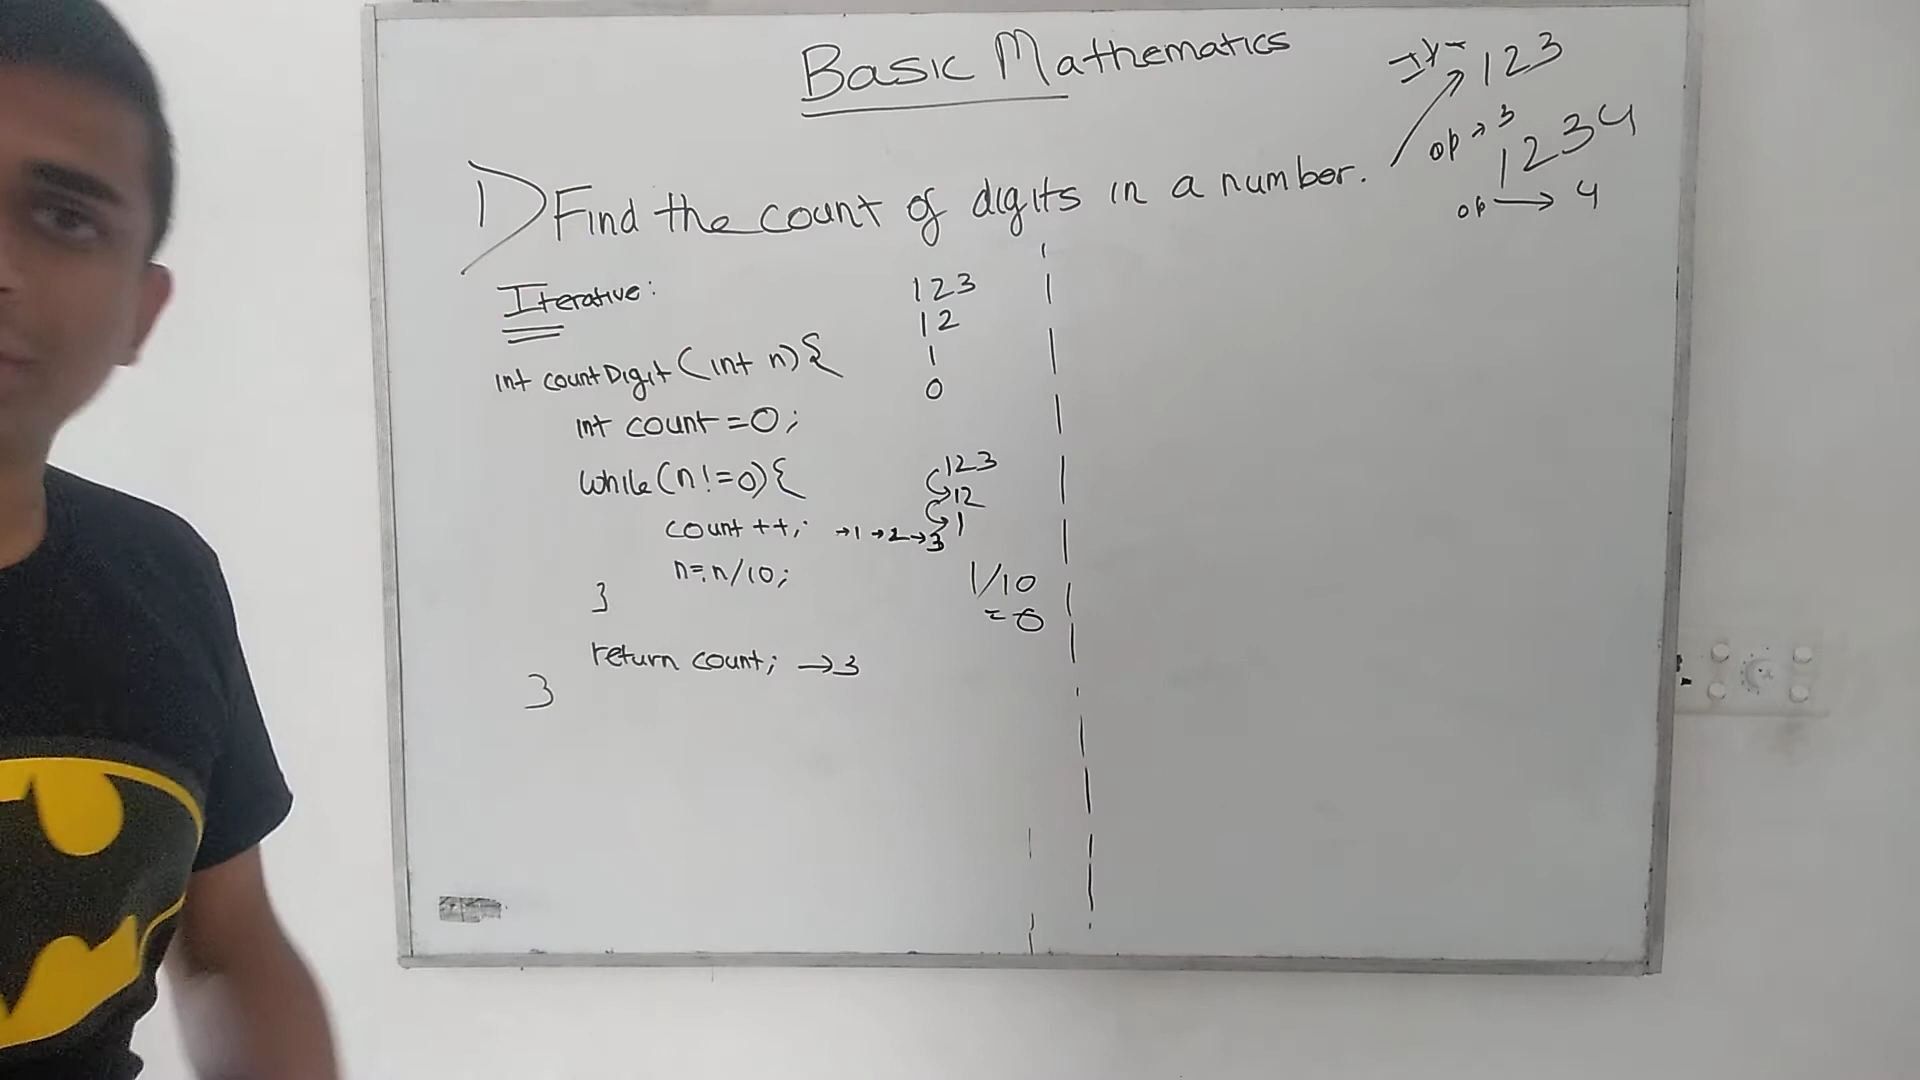 Basic Mathematics
123
op → 3
1234
op → 4
1) Find the count of digits in a number.
Iterative:
123
12
1
0
int countDigit (int n) {
int count = 0;
while (n != 0) {
count ++; → 1 → 2 → 3
n = n/10;
}
return count; → 3
}
123
12
1
1/10
= 0